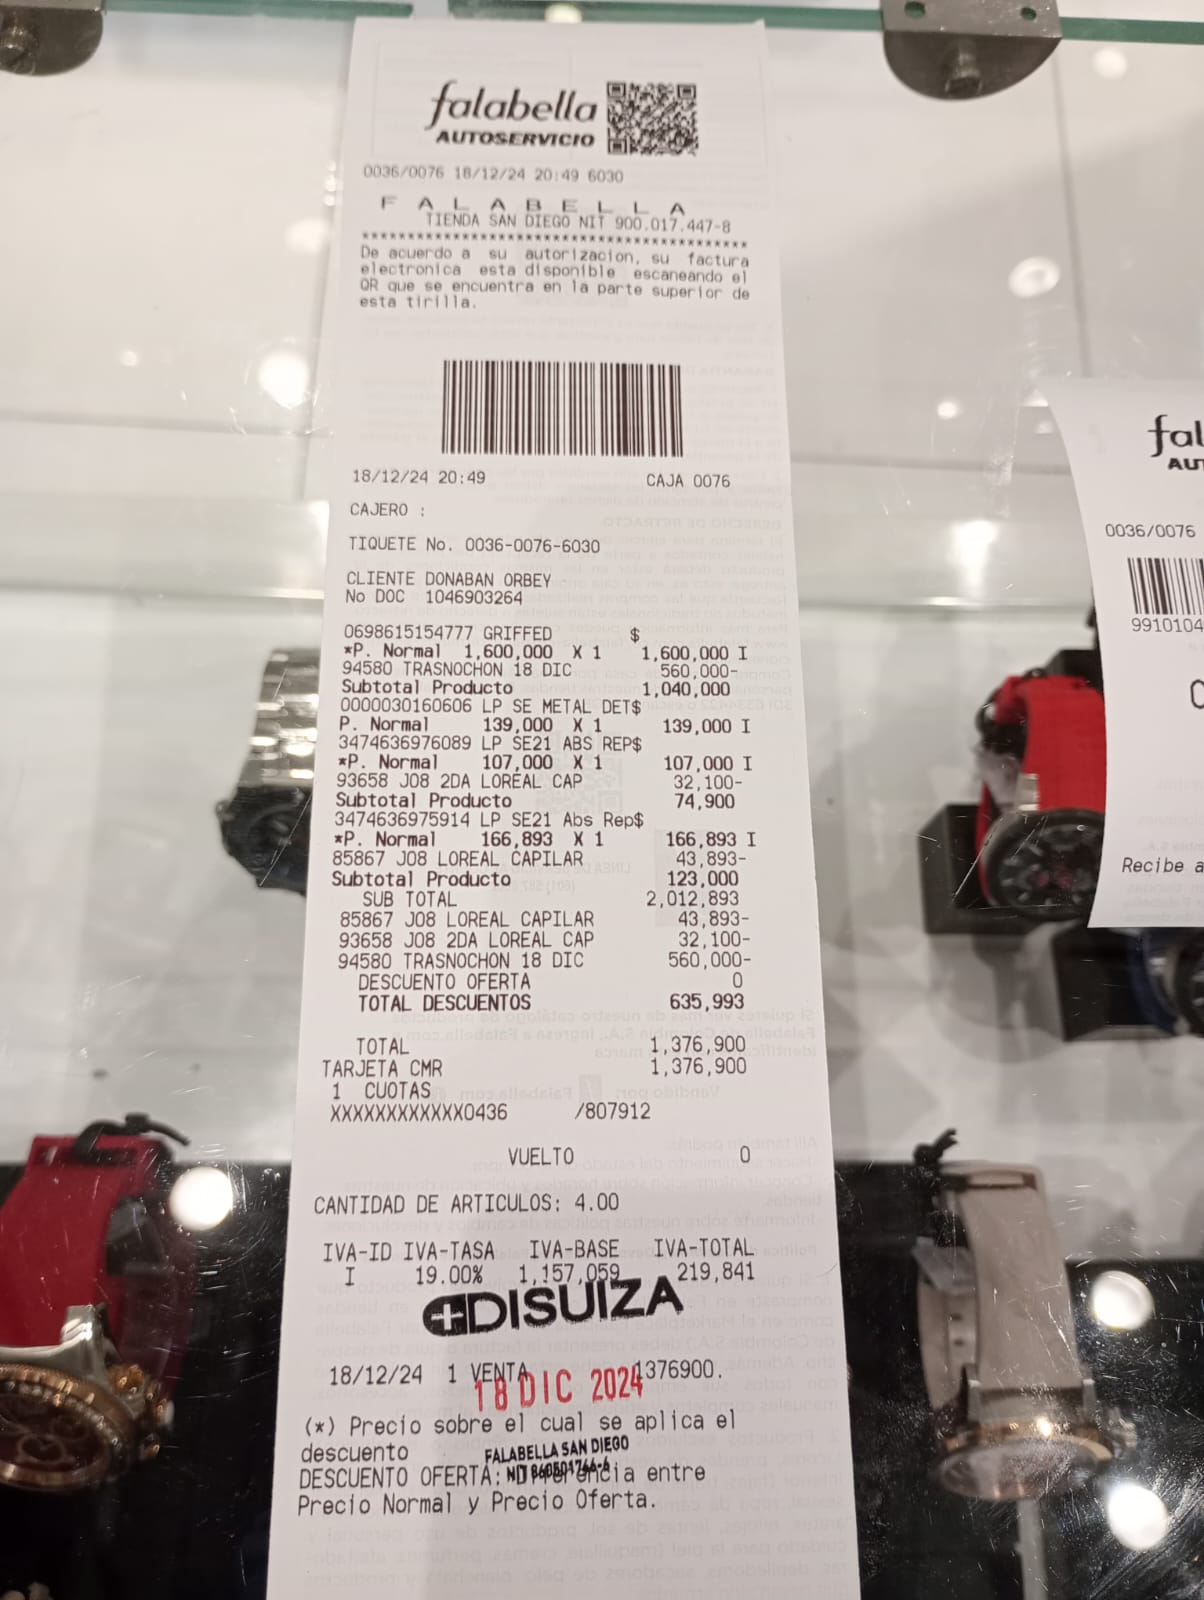 falabella
AUTOSERVICIO
0036/0076 18/12/24 20:49 6030
F A L A B E L L A
TIENDA SAN DIEGO NIT 900.017.447-8
******************************************
De acuerdo a su autorizacion, su factura
electronica esta disponible escaneando el
QR que se encuentra en la parte superior de
esta tirilla.
18/12/24 20:49 CAJA 0076
CAJERO :
TIQUETE No. 0036-0076-6030
CLIENTE DONABAN ORBEY
No DOC 1046903264
0698615154777 GRIFFED $
*P. Normal 1,600,000 X 1 1,600,000 I
94580 TRASNOCHON 18 DIC 560,000-
Subtotal Producto 1,040,000
0000030160606 LP SE METAL DET$
P. Normal 139,000 X 1 139,000 I
3474636976089 LP SE21 ABS REP$
*P. Normal 107,000 X 1 107,000 I
93658 J08 2DA LOREAL CAP 32,100-
Subtotal Producto 74,900
3474636975914 LP SE21 Abs Rep$
*P. Normal 166,893 X 1 166,893 I
85867 J08 LOREAL CAPILAR 43,893-
Subtotal Producto 123,000
SUB TOTAL 2,012,893
85867 J08 LOREAL CAPILAR 43,893-
93658 J08 2DA LOREAL CAP 32,100-
94580 TRASNOCHON 18 DIC 560,000-
DESCUENTO OFERTA 0
TOTAL DESCUENTOS 635,993
TOTAL 1,376,900
TARJETA CMR 1,376,900
1 CUOTAS
XXXXXXXXXXXX0436 /807912
VUELTO 0
CANTIDAD DE ARTICULOS: 4.00
IVA-ID IVA-TASA IVA-BASE IVA-TOTAL
I 19.00% 1,157,059 219,841
DISUIZA
18/12/24 1 VENTA 1376900.
18 DIC 2024
(*) Precio sobre el cual se aplica el
descuento
FALABELLA SAN DIEGO
DESCUENTO OFERTA: entre
Precio Normal y Precio Oferta.
fal
AUT
0036/0076
9910104
Recibe a